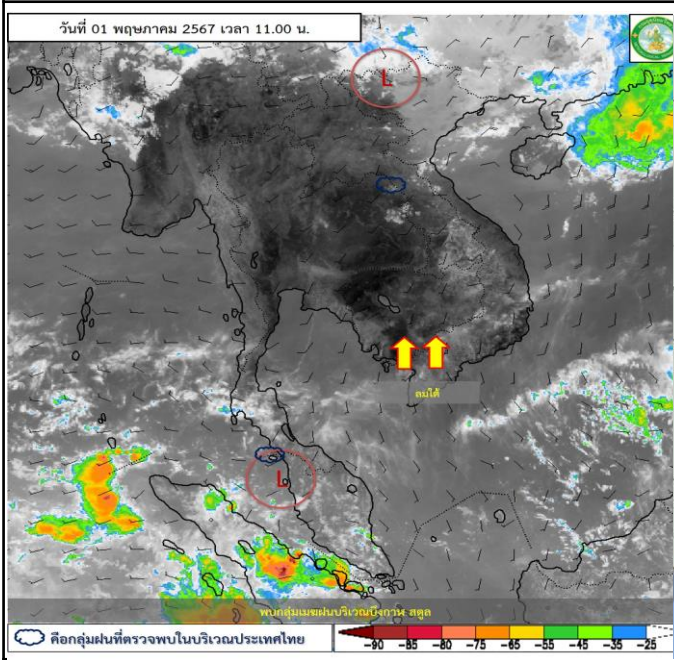 วันที่ 01 พฤษภาคม 2567 เวลา 11.00 น.
L
ลมใต้
L
พบกลุ่มเมฆฝนบริเวณบึงกาฬ สตูล
คือกลุ่มฝนที่ตรวจพบในบริเวณประเทศไทย
-90 -85 -80 -75 -65 -55 -45 -35 -25